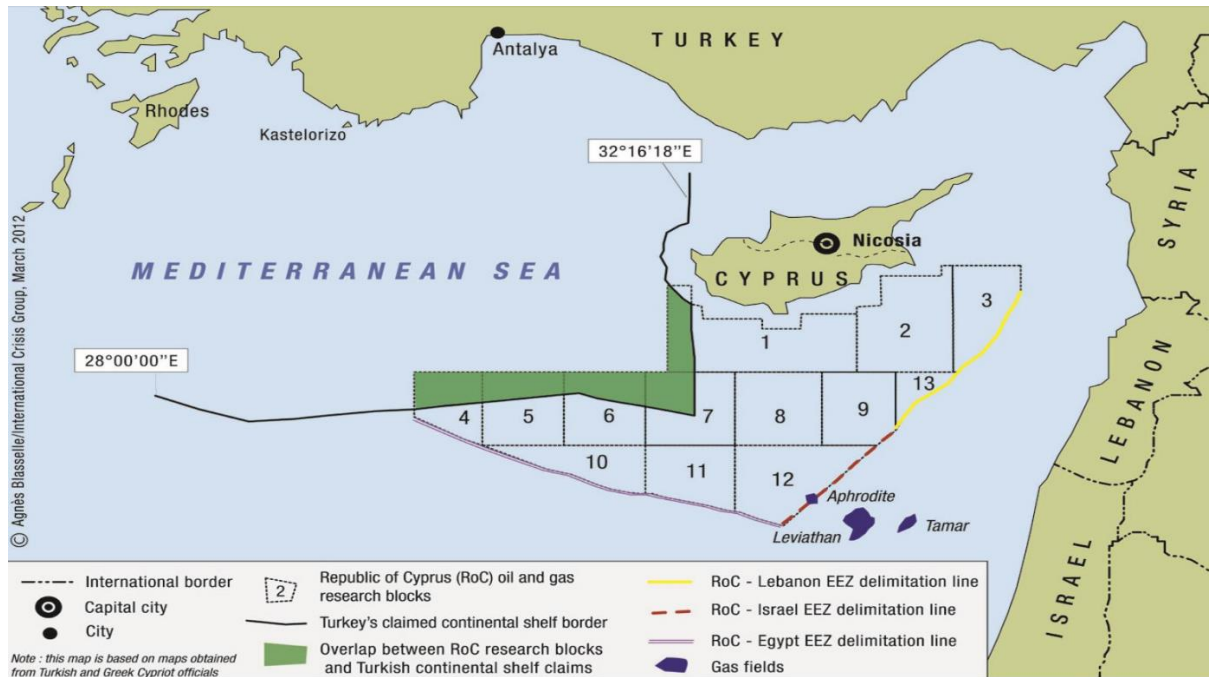 TURKEY
Antalya
Rhodes
Kastelorizo
32°16'18"E
SYRIA
Nicosia
MEDITERRANEAN SEA
CYPRUS
3
2
1
28°00'00"E
13
4
5
6
7
8
9
LEBANON
10
11
12
Aphrodite
Leviathan
Tamar
ISRAEL
© Agnès Blasselle/International Crisis Group, March 2012
International border
Capital city
City
Note : this map is based on maps obtained
from Turkish and Greek Cypriot officials
2
Republic of Cyprus (RoC) oil and gas
research blocks
Turkey's claimed continental shelf border
Overlap between RoC research blocks
and Turkish continental shelf claims
RoC - Lebanon EEZ delimitation line
RoC - Israel EEZ delimitation line
RoC - Egypt EEZ delimitation line
Gas fields